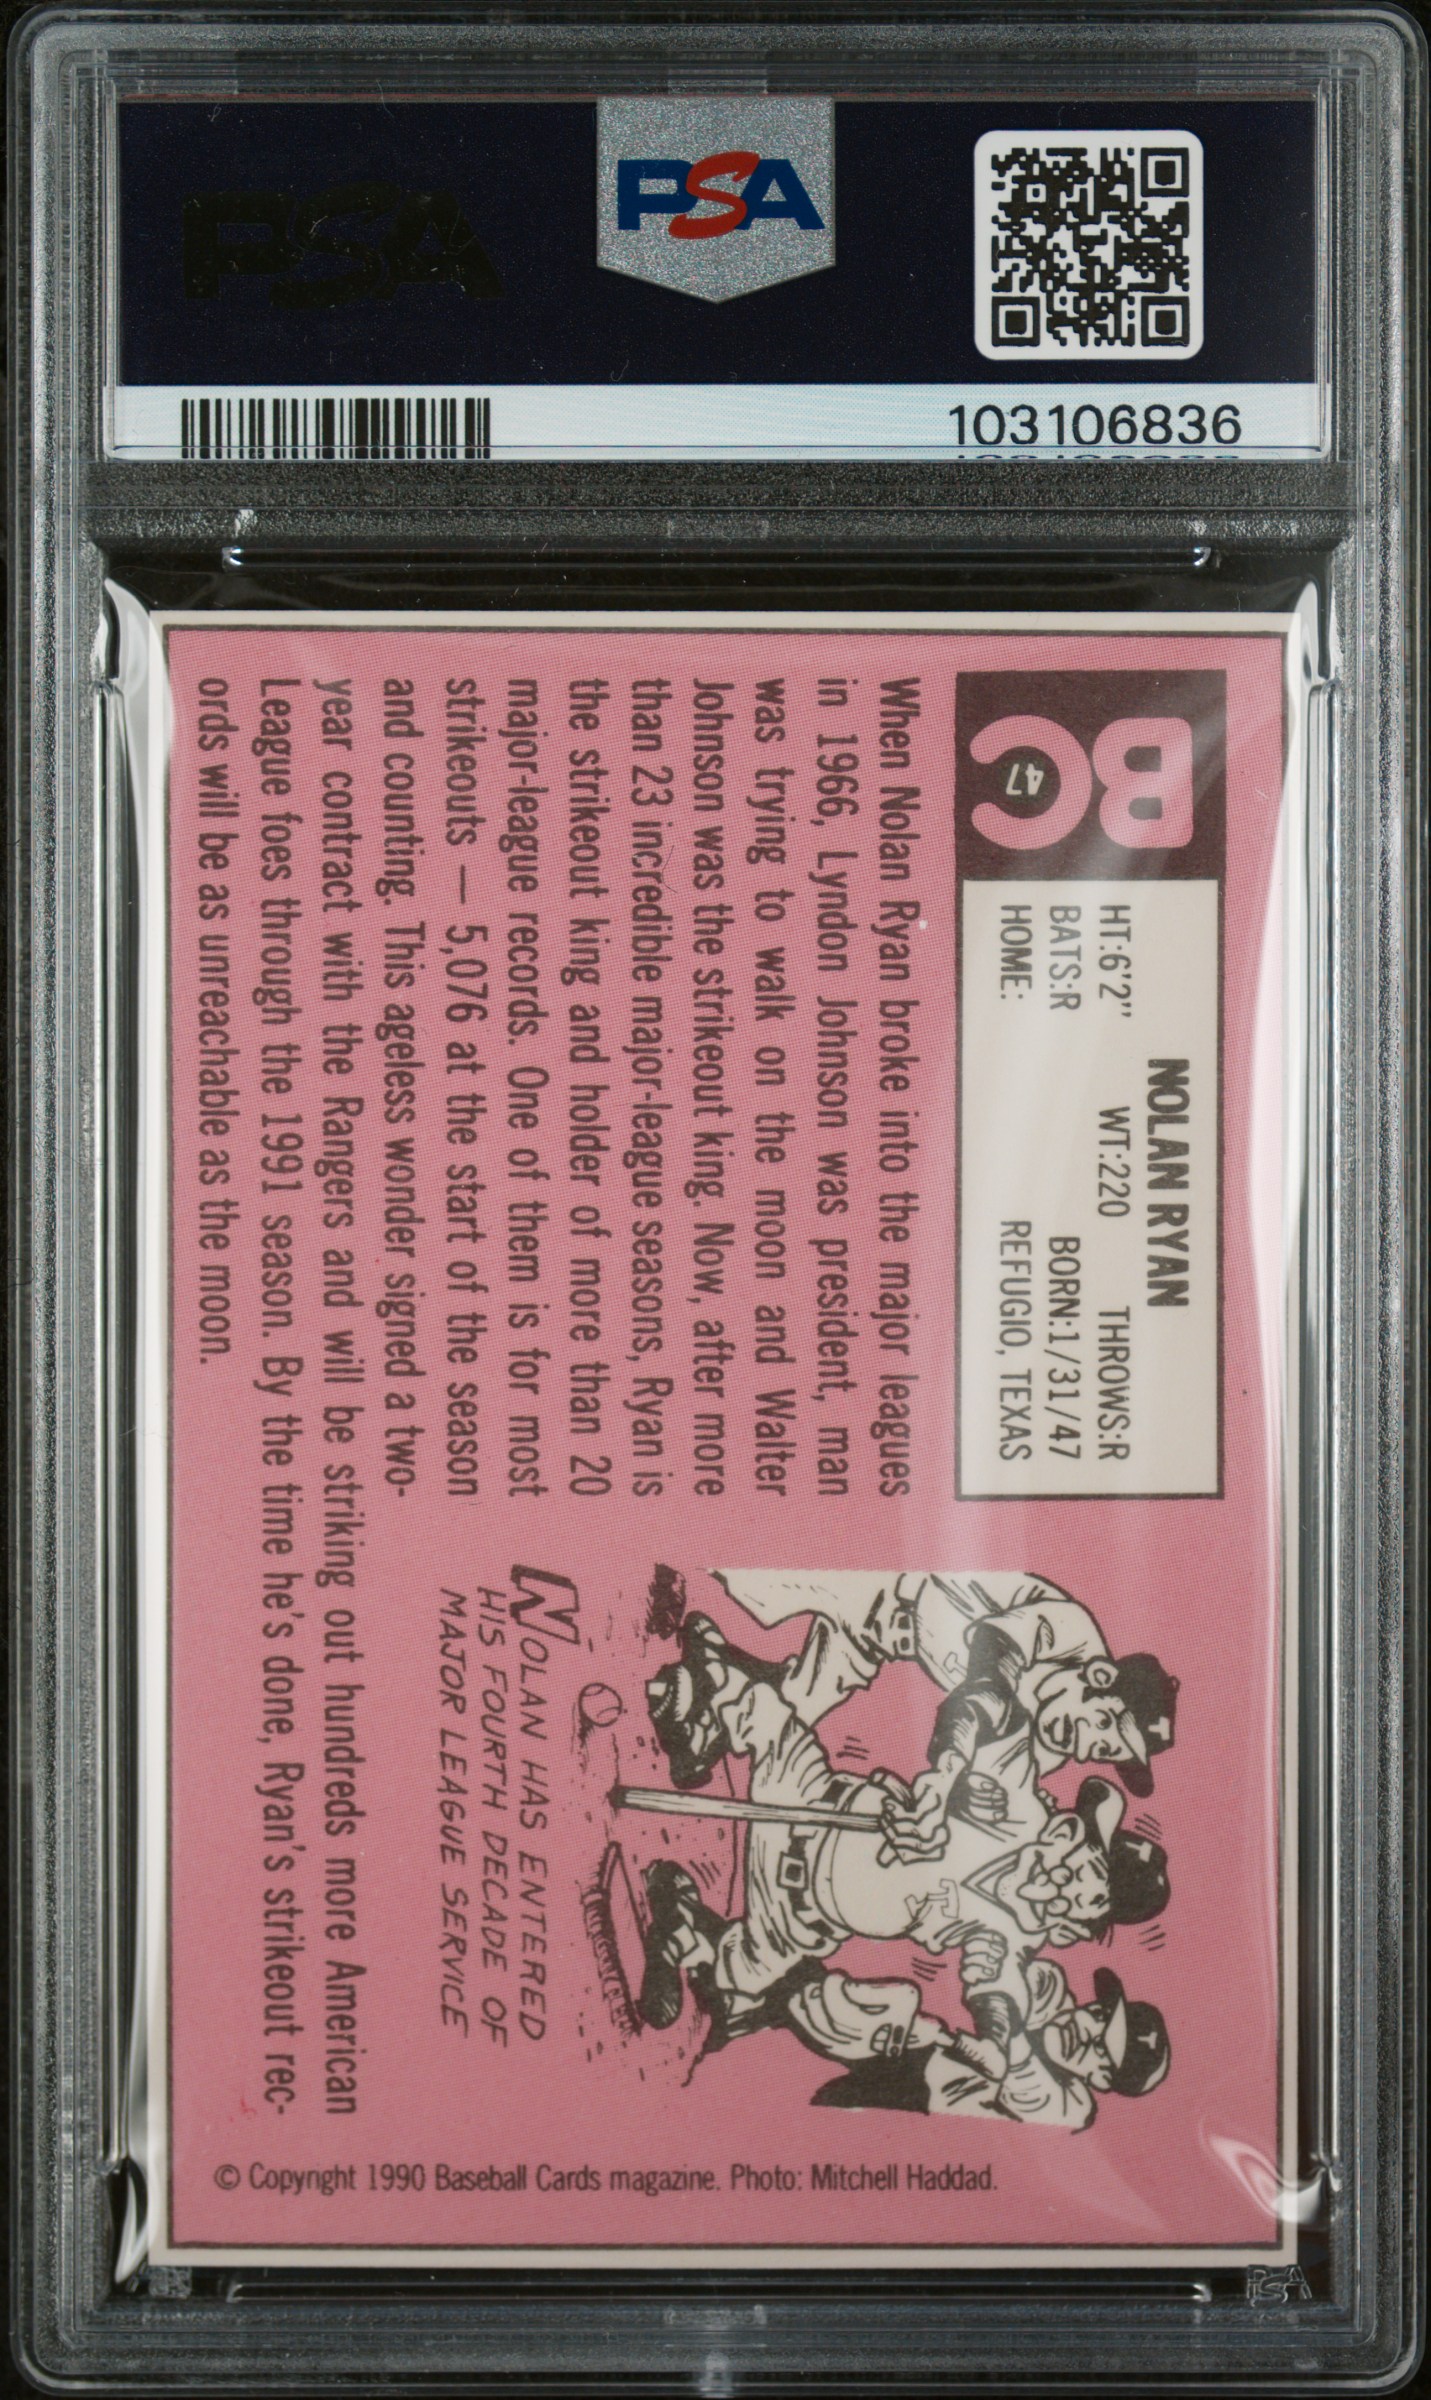 PSA
PSA
103106836
BC
47
NOLAN RYAN
HT:6'2" WT:220 THROWS:R
BATS:R BORN:1/31/47
HOME: REFUGIO, TEXAS
When Nolan Ryan broke into the major leagues
in 1966, Lyndon Johnson was president, man
was trying to walk on the moon and Walter
Johnson was the strikeout king. Now, after more
than 23 incredible major-league seasons, Ryan is
the strikeout king and holder of more than 20
major-league records. One of them is for most
strikeouts — 5,076 at the start of the season
and counting. This ageless wonder signed a two-
year contract with the Rangers and will be striking out hundreds more American
League foes through the 1991 season. By the time he's done, Ryan's strikeout rec-
ords will be as unreachable as the moon.
T
T
T
T
NOLAN HAS ENTERED
HIS FOURTH DECADE OF
MAJOR LEAGUE SERVICE
© Copyright 1990 Baseball Cards magazine. Photo: Mitchell Haddad.
PSA